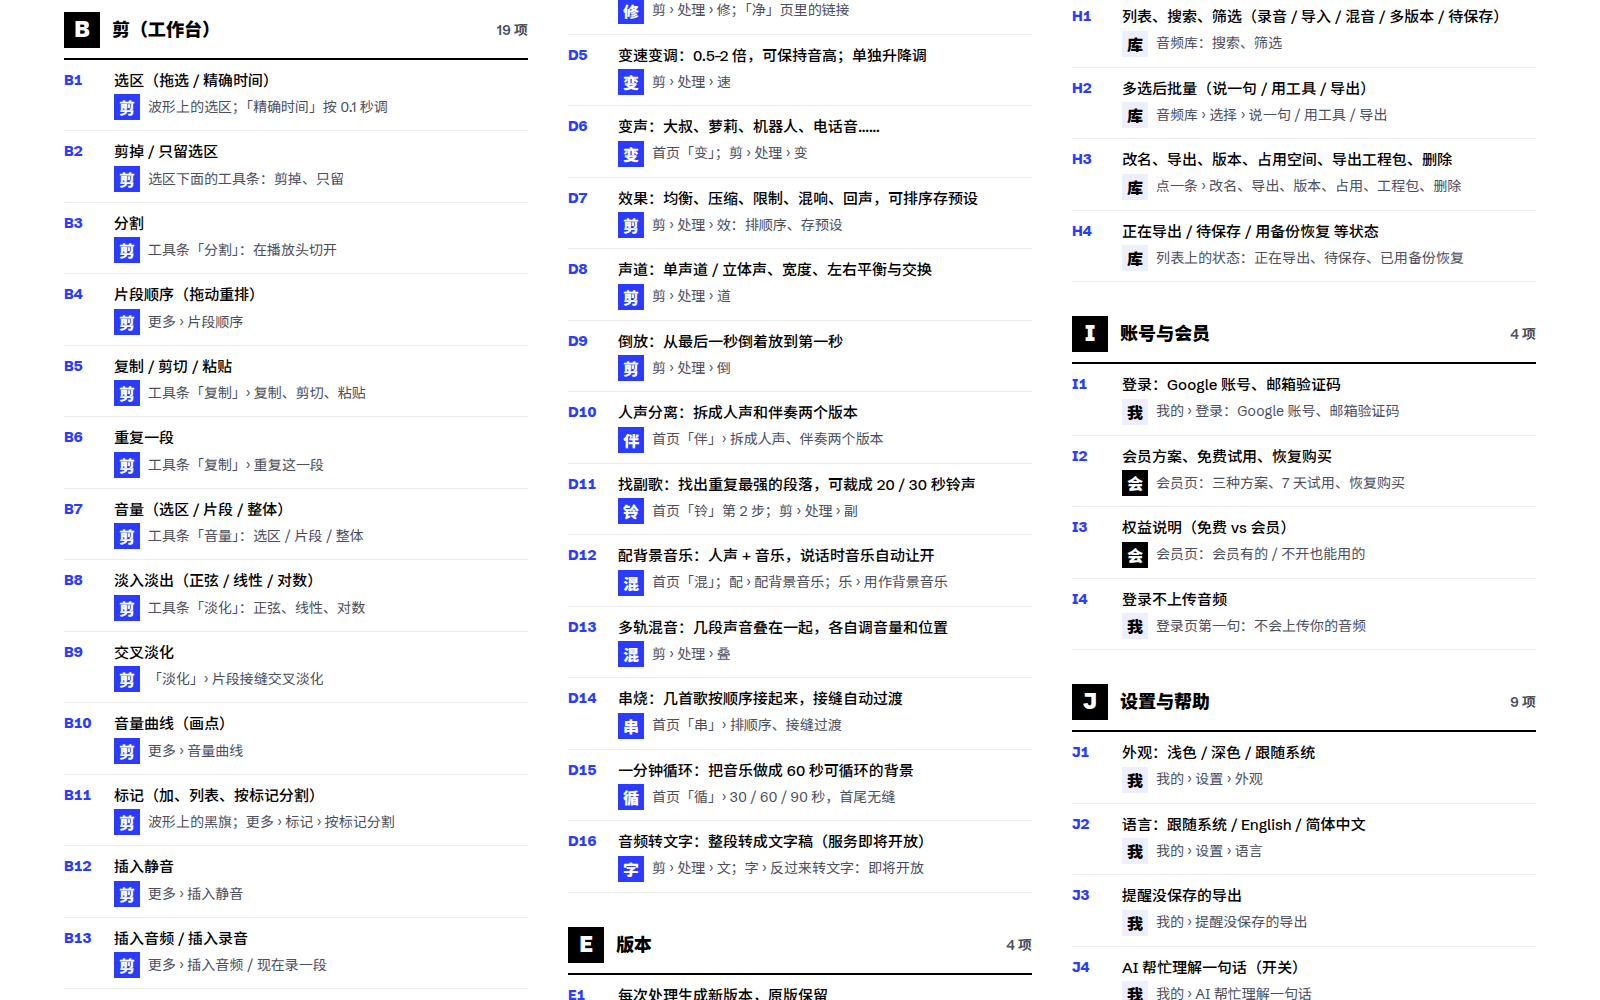 B 剪（工作台） 19 项
B1 选区（拖选 / 精确时间）
剪 波形上的选区；「精确时间」按 0.1 秒调
B2 剪掉 / 只留选区
剪 选区下面的工具条：剪掉、只留
B3 分割
剪 工具条「分割」：在播放头切开
B4 片段顺序（拖动重排）
剪 更多 › 片段顺序
B5 复制 / 剪切 / 粘贴
剪 工具条「复制」› 复制、剪切、粘贴
B6 重复一段
剪 工具条「复制」› 重复这一段
B7 音量（选区 / 片段 / 整体）
剪 工具条「音量」：选区 / 片段 / 整体
B8 淡入淡出（正弦 / 线性 / 对数）
剪 工具条「淡化」：正弦、线性、对数
B9 交叉淡化
剪 「淡化」› 片段接缝交叉淡化
B10 音量曲线（画点）
剪 更多 › 音量曲线
B11 标记（加、列表、按标记分割）
剪 波形上的黑旗；更多 › 标记 › 按标记分割
B12 插入静音
剪 更多 › 插入静音
B13 插入音频 / 插入录音
剪 更多 › 插入音频 / 现在录一段
修 剪 › 处理 › 修；「净」页里的链接
D5 变速变调：0.5–2 倍，可保持音高；单独升降调
变 剪 › 处理 › 速
D6 变声：大叔、萝莉、机器人、电话音……
变 首页「变」；剪 › 处理 › 变
D7 效果：均衡、压缩、限制、混响、回声，可排序存预设
剪 剪 › 处理 › 效：排顺序、存预设
D8 声道：单声道 / 立体声、宽度、左右平衡与交换
剪 剪 › 处理 › 道
D9 倒放：从最后一秒倒着放到第一秒
剪 剪 › 处理 › 倒
D10 人声分离：拆成人声和伴奏两个版本
伴 首页「伴」› 拆成人声、伴奏两个版本
D11 找副歌：找出重复最强的段落，可裁成 20 / 30 秒铃声
铃 首页「铃」第 2 步；剪 › 处理 › 副
D12 配背景音乐：人声 + 音乐，说话时音乐自动让开
混 首页「混」；配 › 配背景音乐；乐 › 用作背景音乐
D13 多轨混音：几段声音叠在一起，各自调音量和位置
混 剪 › 处理 › 叠
D14 串烧：几首歌按顺序接起来，接缝自动过渡
串 首页「串」› 排顺序、接缝过渡
D15 一分钟循环：把音乐做成 60 秒可循环的背景
循 首页「循」› 30 / 60 / 90 秒，首尾无缝
D16 音频转文字：整段转成文字稿（服务即将开放）
字 剪 › 处理 › 文；字 › 反过来转文字：即将开放
E 版本 4 项
E1 每次处理生成新版本，原版保留
H1 列表、搜索、筛选（录音 / 导入 / 混音 / 多版本 / 待保存）
库 音频库：搜索、筛选
H2 多选后批量（说一句 / 用工具 / 导出）
库 音频库 › 选择 › 说一句 / 用工具 / 导出
H3 改名、导出、版本、占用空间、导出工程包、删除
库 点一条 › 改名、导出、版本、占用、工程包、删除
H4 正在导出 / 待保存 / 用备份恢复 等状态
库 列表上的状态：正在导出、待保存、已用备份恢复
I 账号与会员 4 项
I1 登录：Google 账号、邮箱验证码
我 我的 › 登录：Google 账号、邮箱验证码
I2 会员方案、免费试用、恢复购买
会 会员页：三种方案、7 天试用、恢复购买
I3 权益说明（免费 vs 会员）
会 会员页：会员有的 / 不开也能用的
I4 登录不上传音频
我 登录页第一句：不会上传你的音频
J 设置与帮助 9 项
J1 外观：浅色 / 深色 / 跟随系统
我 我的 › 设置 › 外观
J2 语言：跟随系统 / English / 简体中文
我 我的 › 设置 › 语言
J3 提醒没保存的导出
我 我的 › 提醒没保存的导出
J4 AI 帮忙理解一句话（开关）
我 我的 › AI 帮忙理解一句话